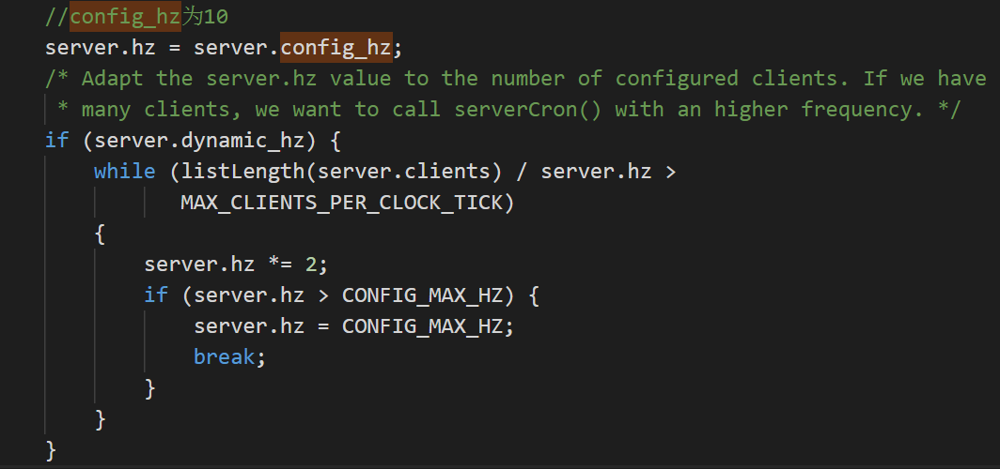 //config_hz为10
server.hz = server.config_hz;
/* Adapt the server.hz value to the number of configured clients. If we have
 * many clients, we want to call serverCron() with an higher frequency. */
if (server.dynamic_hz) {
    while (listLength(server.clients) / server.hz >
           MAX_CLIENTS_PER_CLOCK_TICK)
    {
        server.hz *= 2;
        if (server.hz > CONFIG_MAX_HZ) {
            server.hz = CONFIG_MAX_HZ;
            break;
        }
    }
}